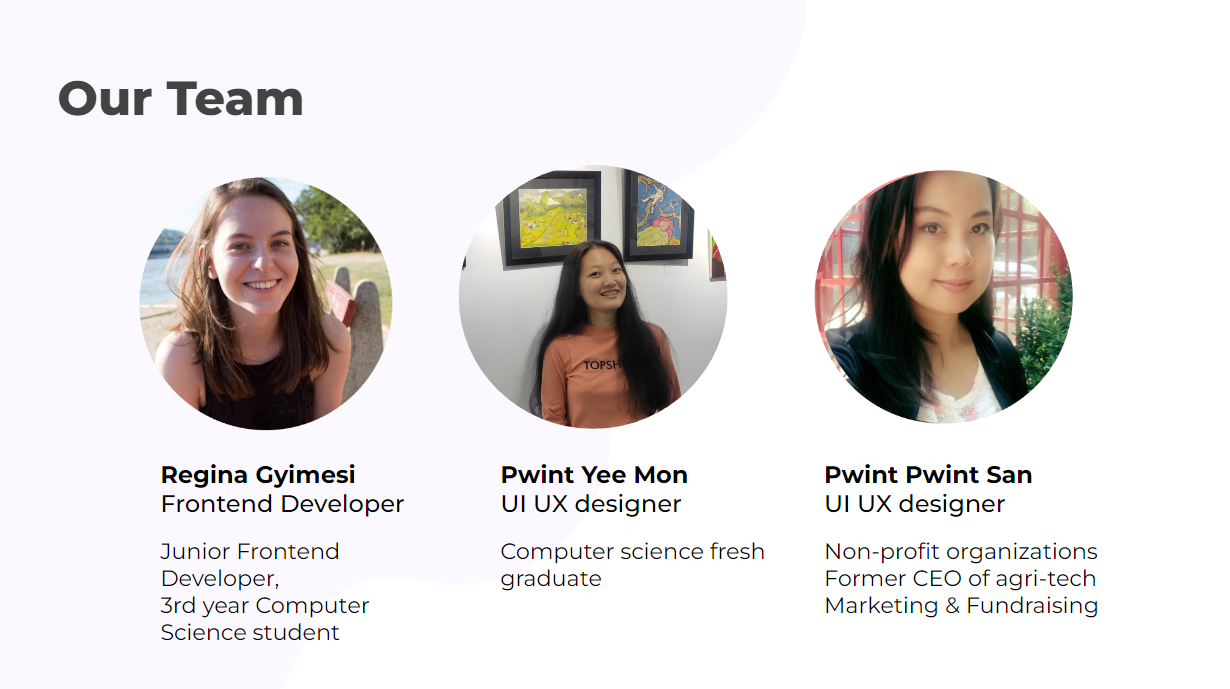 Our Team
TOPSH
Regina Gyimesi
Frontend Developer
Junior Frontend
Developer,
3rd year Computer
Science student
Pwint Yee Mon
UI UX designer
Computer science fresh
graduate
Pwint Pwint San
UI UX designer
Non-profit organizations
Former CEO of agri-tech
Marketing & Fundraising